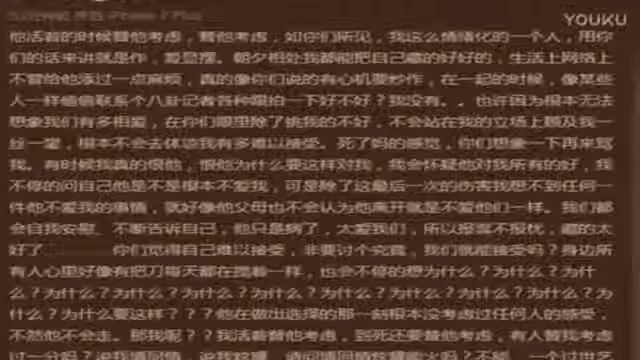 YOUKU
他活着的时候替他考虑，替他考虑，如你们所见，我这么情绪化的一个人，用你
们的话来讲就是作，爱显摆。朝夕相处我都能把自己藏的好好的，生活上网络上
不曾给他添过一点麻烦，真的像你们说的有心机要炒作，在一起的时候，像某些
人一样偷偷联系个八卦记者各种跟拍一下好不好？我没有。。也许因为根本无法
想象我们有多相爱，在你们眼里除了挑我的不好，不会站在我的立场上顾及我一
丝一毫，根本不会去体谅我有多难以接受。死了妈的感觉，你们想象一下再来骂
我。有时候我真的恨他，恨他为什么要这样对我，我会怀疑他对我所有的好，我
不停的问自己他是不是根本不爱我，可是除了这最后一次的伤害我想不到任何一
件他不爱我的事情，就好像他父母也不会认为他离开就是不爱他们一样。我们都
会自我安慰，不断告诉自己，他只是病了，太爱我们，所以报喜不报忧，藏的太
好了 你们觉得自己难以接受，非要讨个究竟，我们就能接受吗？身边所
有人心里好像有把刀每天都在搅着一样，也会不停的想为什么？为什么？为什
么？为什么？为什么？为什么？为什么？为什么？为什么？为什么？为什么？为
什么？为什么要这样？？？他在做出选择的那一刻根本没考虑过任何人的感受，
不然他不会走。那我呢？？我活着替他考虑，到死还要替他考虑，有人替我考虑
过一分吗？说我